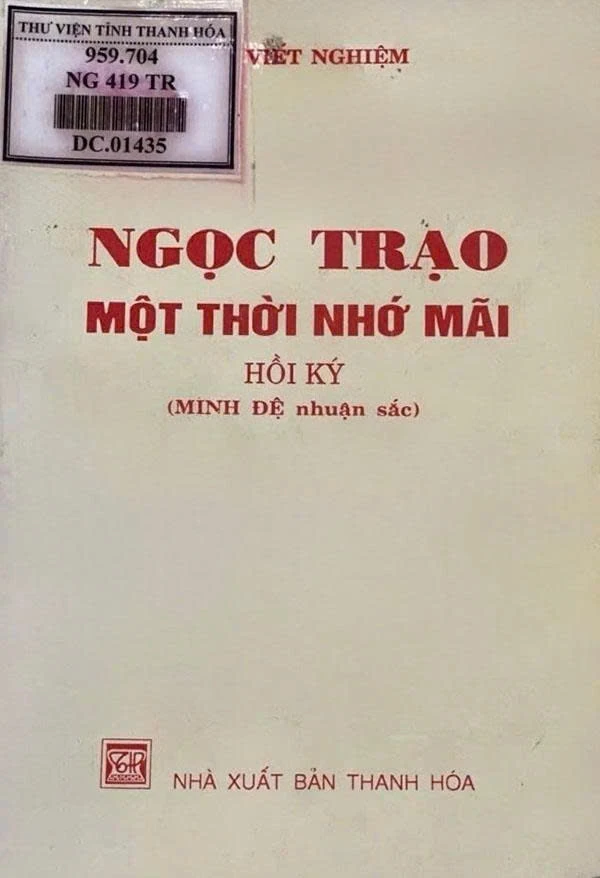 THƯ VIỆN TỈNH THANH HÓA
959.704
NG 419 TR
DC.01435
VIẾT NGHIỆM
NGỌC TRẠO
MỘT THỜI NHỚ MÃI
HỒI KÝ
(MINH ĐỆ nhuận sắc)
NHÀ XUẤT BẢN THANH HÓA